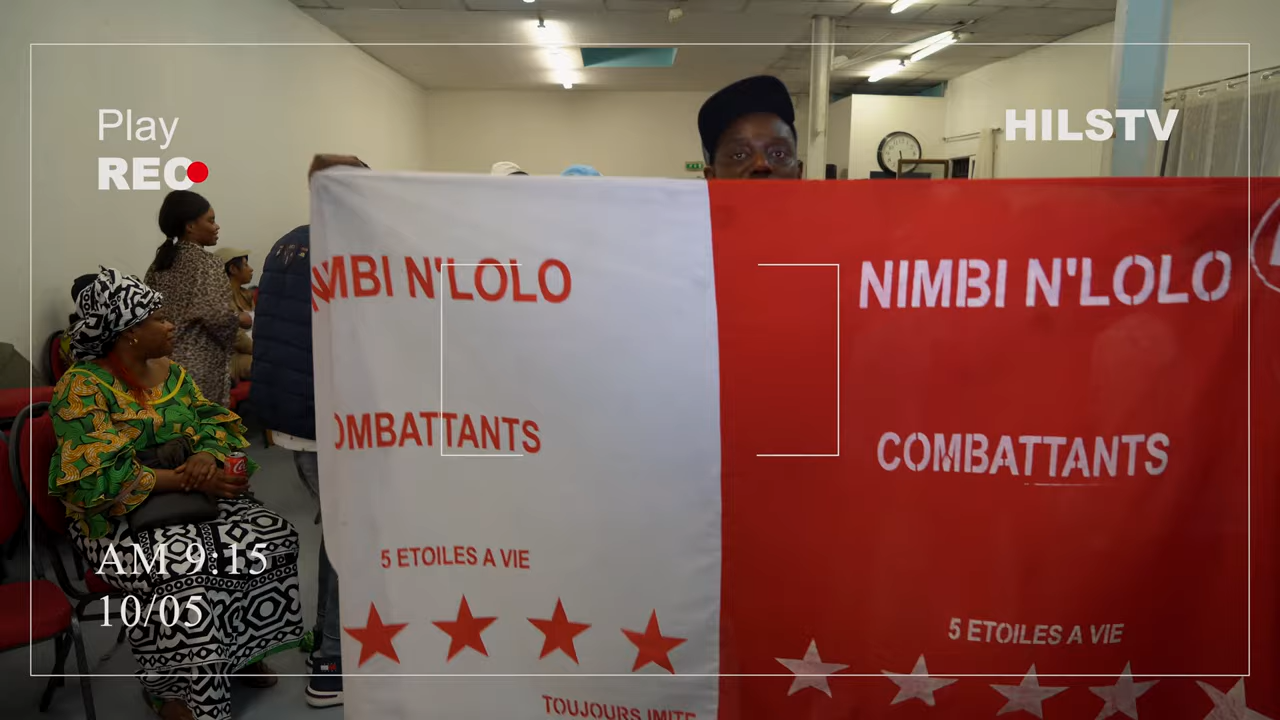 Play
REC
HILSTV
NIMBI N'LOLO
OMBATTANTS
5 ETOILES A VIE
TOUJOURS IMITE
NIMBI N'LOLO
COMBATTANTS
5 ETOILES A VIE
AM 9:15
10/05